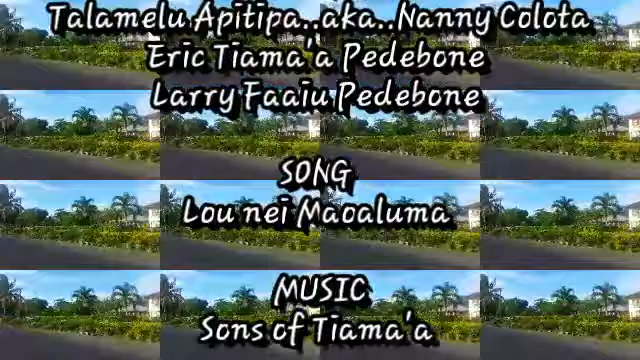 Talamelu Apitipa..aka..Nanny Colota
Eric Tiama'a Pedebone
Larry Faaiu Pedebone
SONG
Lou nei Maoaluma
MUSIC
Sons of Tiama'a